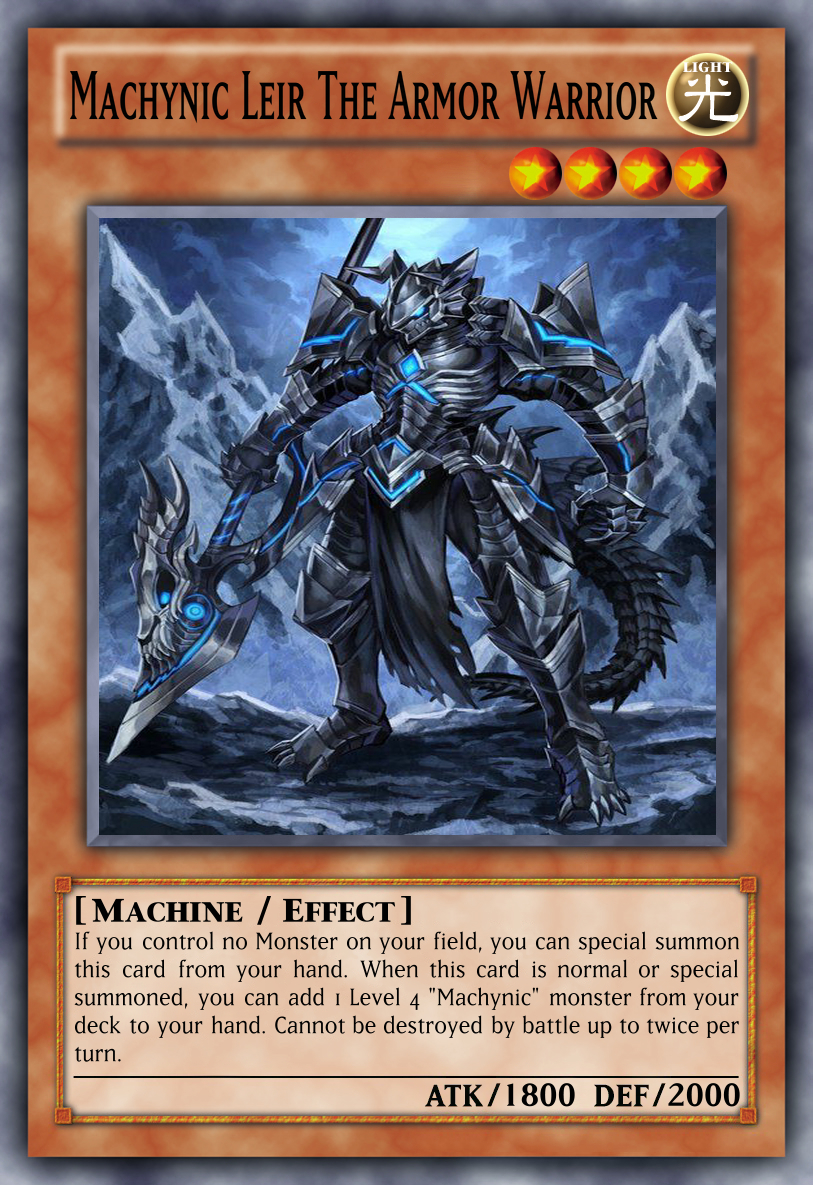 Machynic Leir The Armor Warrior
LIGHT
光
[ Machine / Effect ]
If you control no Monster on your field, you can special summon
this card from your hand. When this card is normal or special
summoned, you can add 1 Level 4 "Machynic" monster from your
deck to your hand. Cannot be destroyed by battle up to twice per
turn.
ATK/1800 DEF/2000